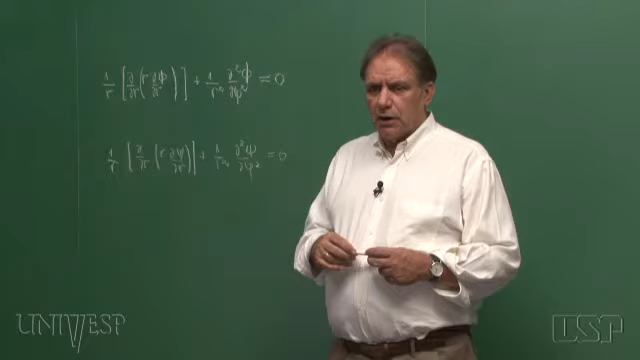 1/r [∂/∂r (r ∂ϕ/∂r)] + 1/r² ∂²ϕ/∂φ² = 0
1/r [∂/∂r (r ∂ψ/∂r)] + 1/r² ∂²ψ/∂φ² = 0
UNIVESP USP